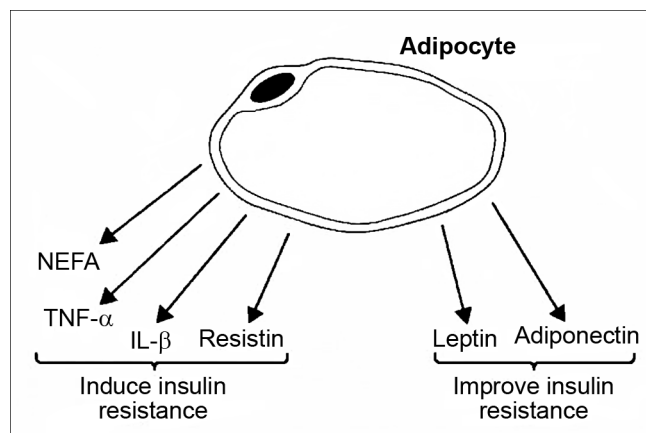 Adipocyte
NEFA
TNF-α
IL-β
Resistin
Leptin
Adiponectin
Induce insulin
resistance
Improve insulin
resistance